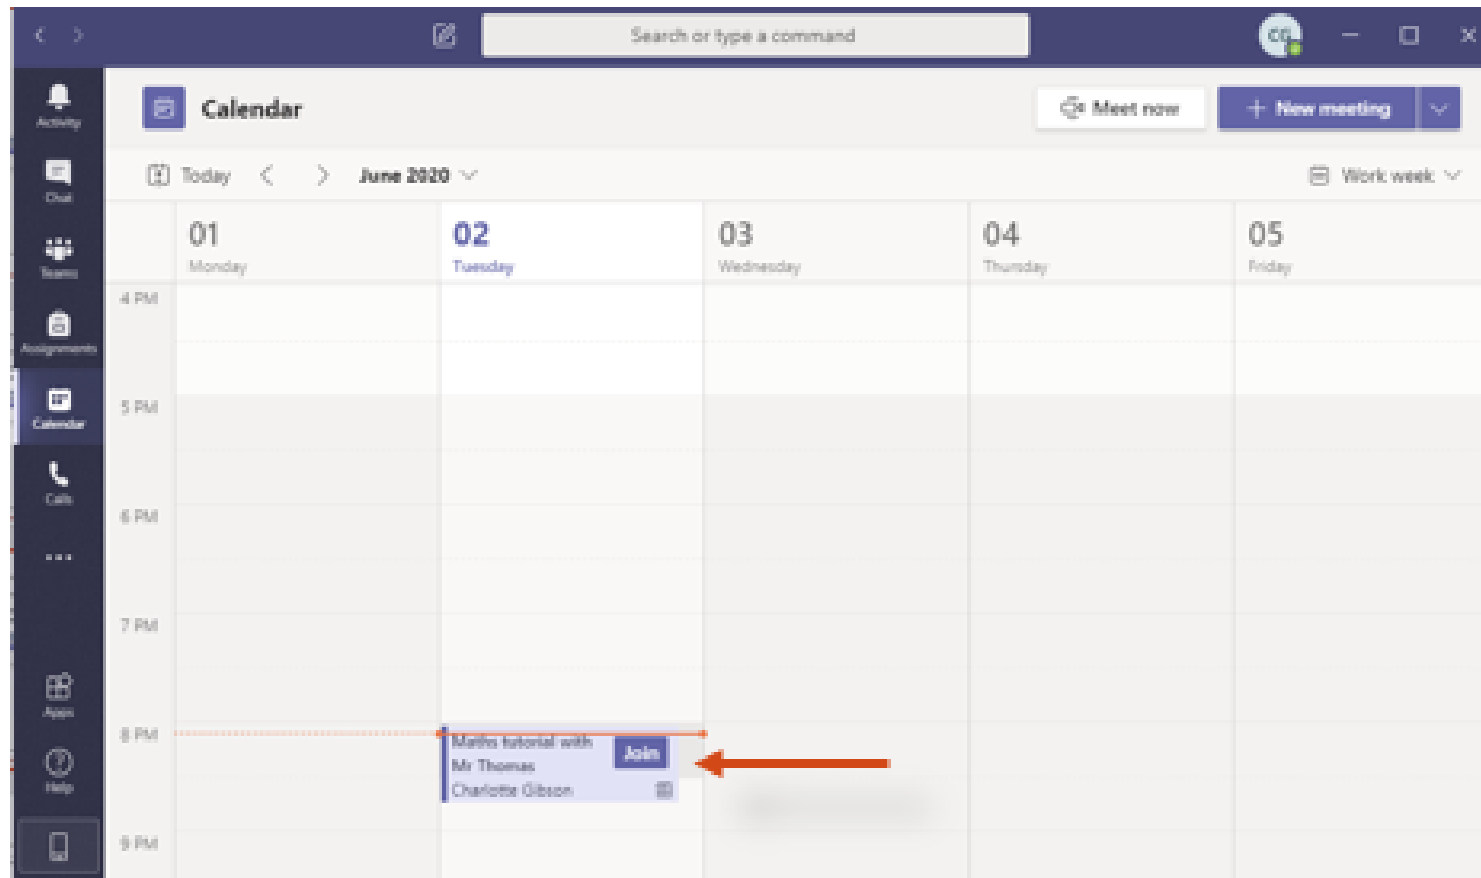 Search or type a command
CG
Activity
Chat
Teams
Assignments
Calendar
Calls
Apps
Help
Calendar
Meet now
New meeting
Today
June 2020
Work week
01
Monday
02
Tuesday
03
Wednesday
04
Thursday
05
Friday
4 PM
5 PM
6 PM
7 PM
8 PM
9 PM
Maths tutorial with
Mr Thomas
Charlotte Gibson
Join